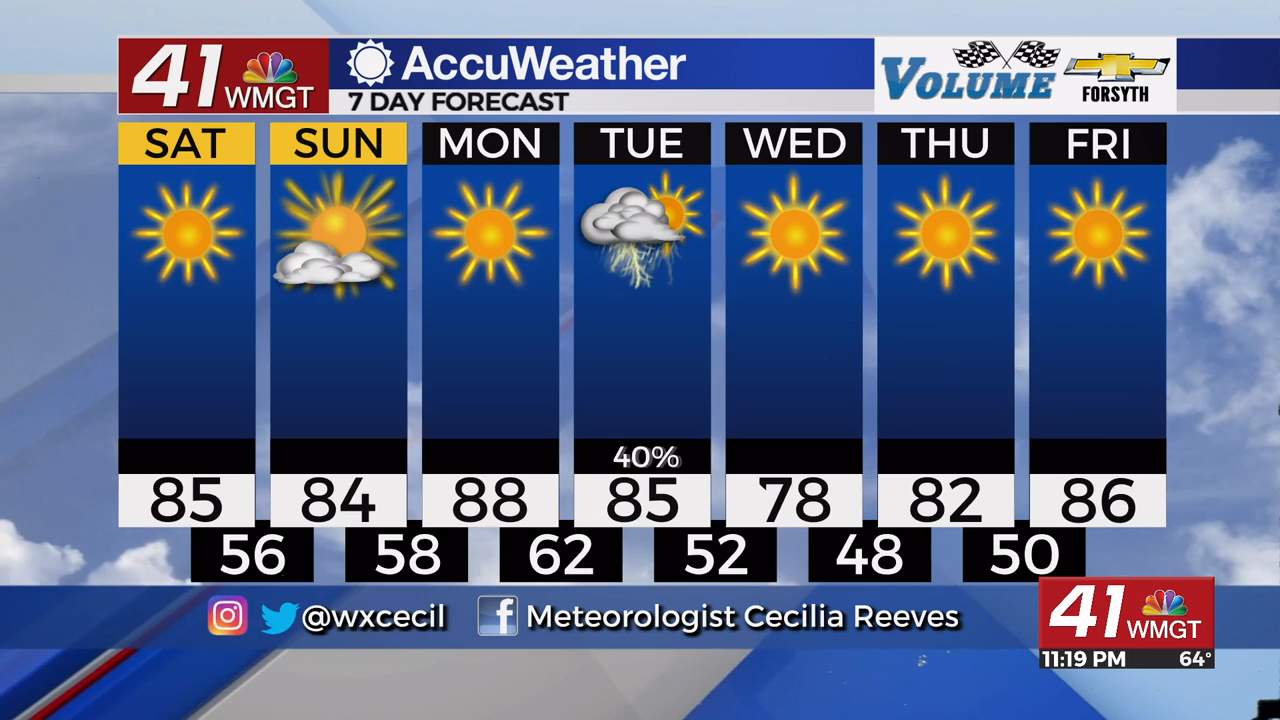 41 WMGT
AccuWeather
7 DAY FORECAST
VOLUME
FORSYTH
SAT SUN MON TUE WED THU FRI
40%
85 84 88 85 78 82 86
56 58 62 52 48 50
@wxcecil
f Meteorologist Cecilia Reeves
41 WMGT
11:19 PM 64°